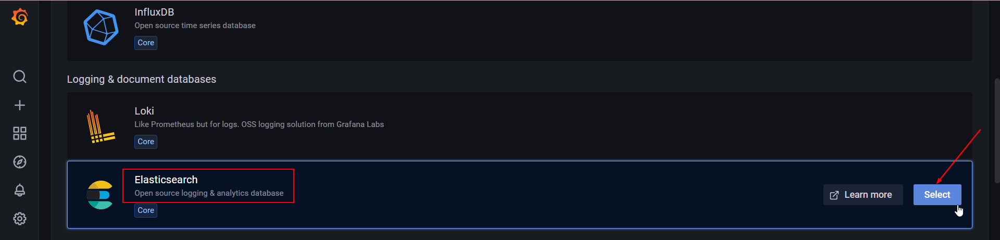 InfluxDB
Open source time series database
Core
Logging & document databases
Loki
Like Prometheus but for logs. OSS logging solution from Grafana Labs
Core
Elasticsearch
Open source logging & analytics database
Core
Learn more
Select